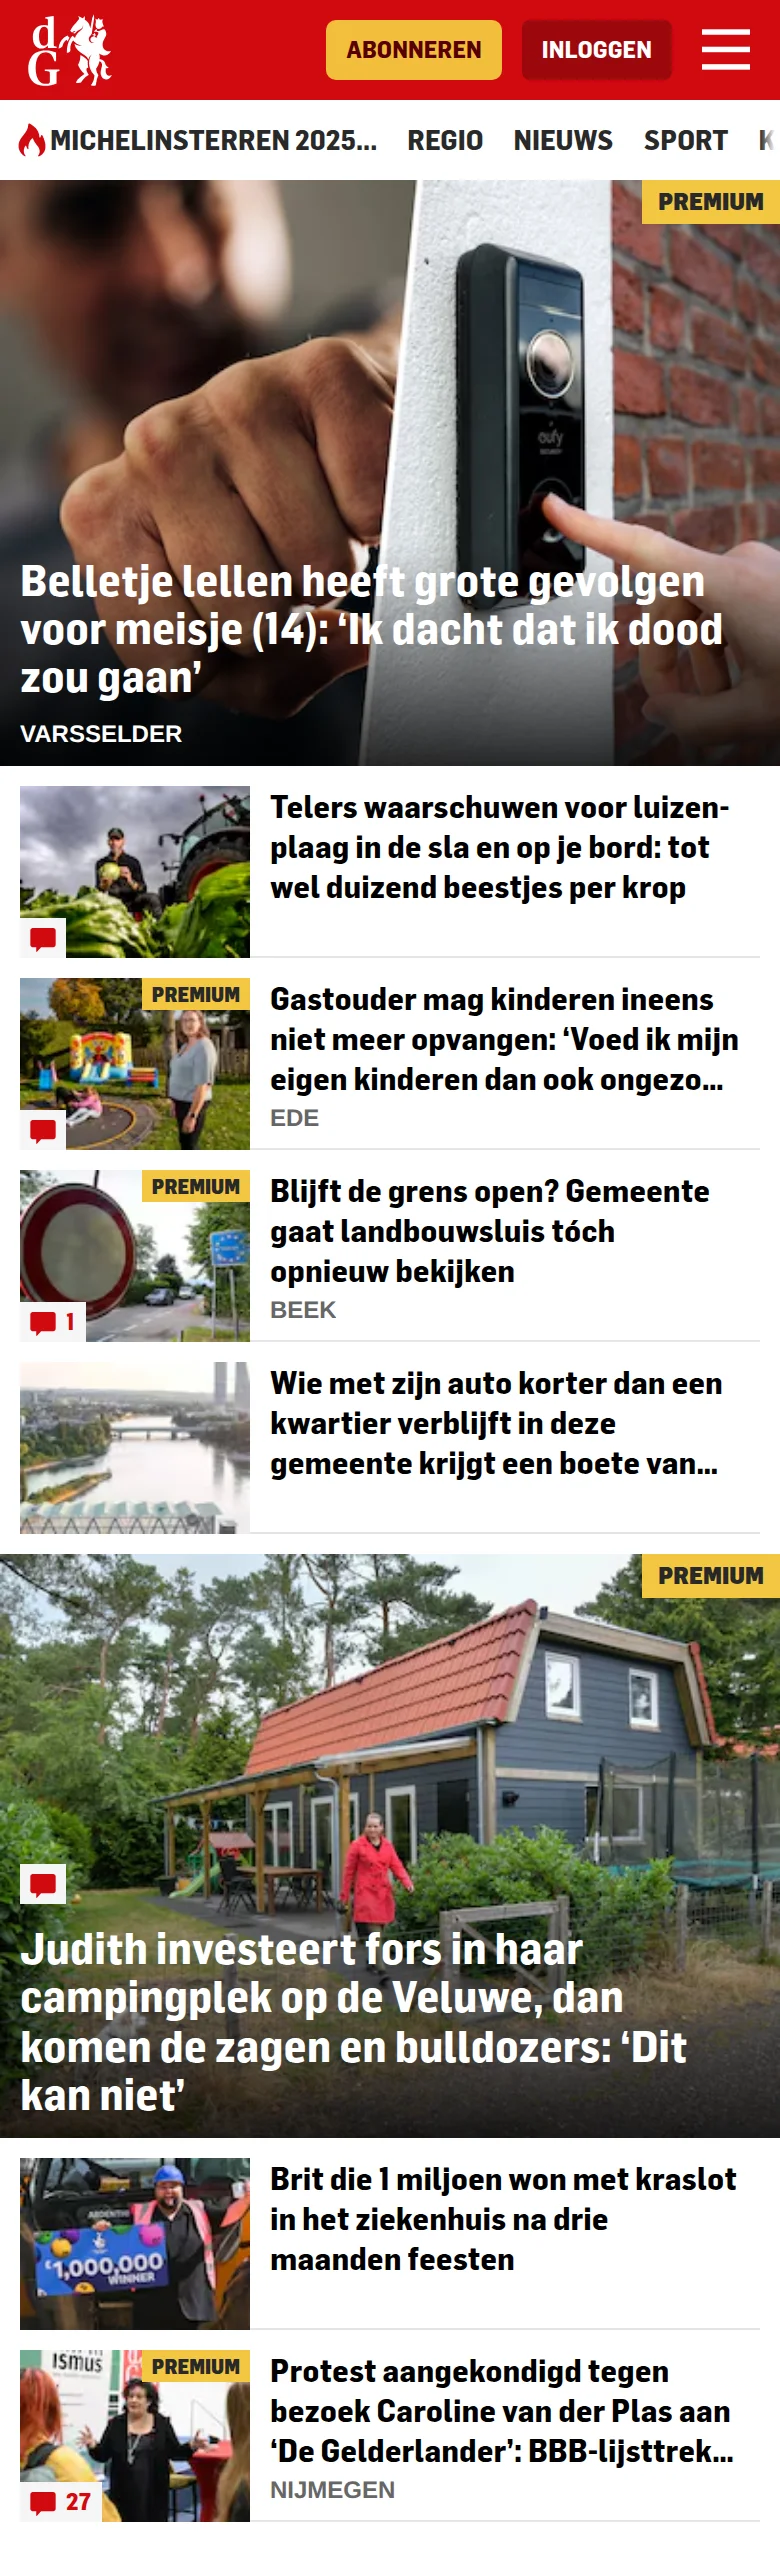 dG
ABONNEREN
INLOGGEN
MICHELINSTERREN 2025...
REGIO
NIEUWS
SPORT
K
PREMIUM
eufy
SECURITY
Belletje lellen heeft grote gevolgen
voor meisje (14): ‘Ik dacht dat ik dood
zou gaan’
VARSSELDER
Telers waarschuwen voor luizen-
plaag in de sla en op je bord: tot
wel duizend beestjes per krop
PREMIUM
Gastouder mag kinderen ineens
niet meer opvangen: ‘Voed ik mijn
eigen kinderen dan ook ongezo...
EDE
PREMIUM
Blijft de grens open? Gemeente
gaat landbouwsluis tóch
opnieuw bekijken
BEEK
1
Wie met zijn auto korter dan een
kwartier verblijft in deze
gemeente krijgt een boete van...
PREMIUM
Judith investeert fors in haar
campingplek op de Veluwe, dan
komen de zagen en bulldozers: ‘Dit
kan niet’
£1,000,000
WINNER
Brit die 1 miljoen won met kraslot
in het ziekenhuis na drie
maanden feesten
ismus
PREMIUM
Protest aangekondigd tegen
bezoek Caroline van der Plas aan
‘De Gelderlander’: BBB-lijsttrek...
NIJMEGEN
27